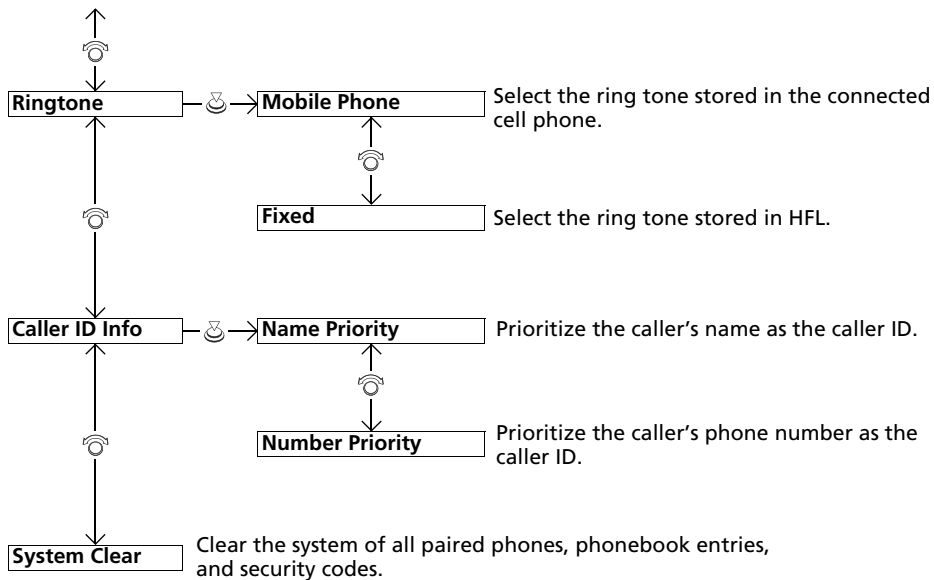 Ringtone
Mobile Phone
Select the ring tone stored in the connected
cell phone.
Fixed
Select the ring tone stored in HFL.
Caller ID Info
Name Priority
Prioritize the caller's name as the caller ID.
Number Priority
Prioritize the caller's phone number as the
caller ID.
System Clear
Clear the system of all paired phones, phonebook entries,
and security codes.